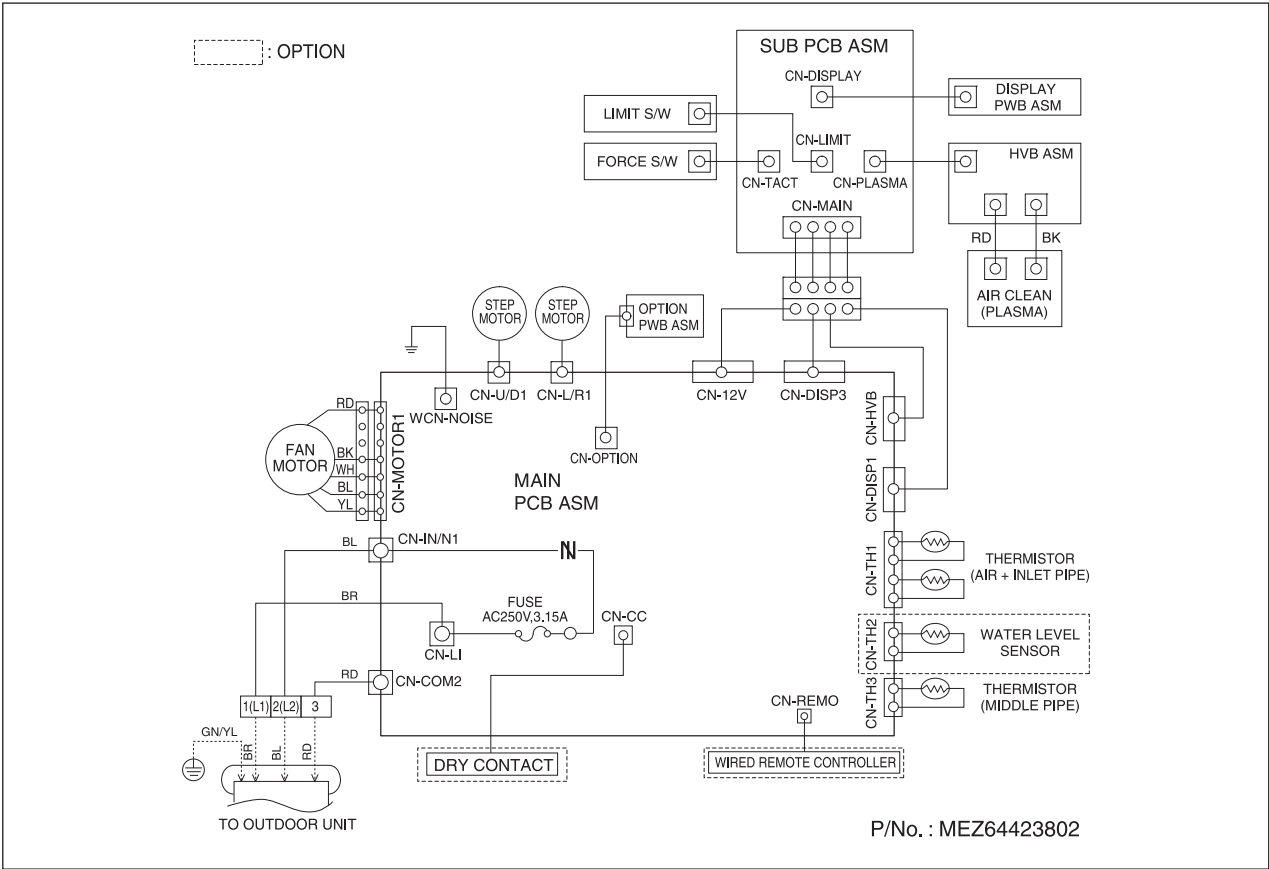 : OPTION
SUB PCB ASM
CN-DISPLAY
DISPLAY
PWB ASM
LIMIT S/W
CN-LIMIT
FORCE S/W
HVB ASM
CN-TACT
CN-PLASMA
CN-MAIN
RD
BK
AIR CLEAN
(PLASMA)
STEP
MOTOR
STEP
MOTOR
OPTION
PWB ASM
WCN-NOISE
CN-U/D1
CN-L/R1
CN-12V
CN-DISP3
CN-HVB
CN-OPTION
RD
FAN
MOTOR
BK
WH
BL
YL
CN-MOTOR1
MAIN
PCB ASM
CN-DISP1
BL
CN-IN/N1
CN-TH1
THERMISTOR
(AIR + INLET PIPE)
BR
FUSE
AC250V,3.15A
CN-CC
CN-LI
CN-TH2
WATER LEVEL
SENSOR
RD
CN-COM2
CN-TH3
THERMISTOR
(MIDDLE PIPE)
1(L1) 2(L2) 3
CN-REMO
GN/YL
BR
BL
RD
DRY CONTACT
WIRED REMOTE CONTROLLER
TO OUTDOOR UNIT
P/No. : MEZ64423802